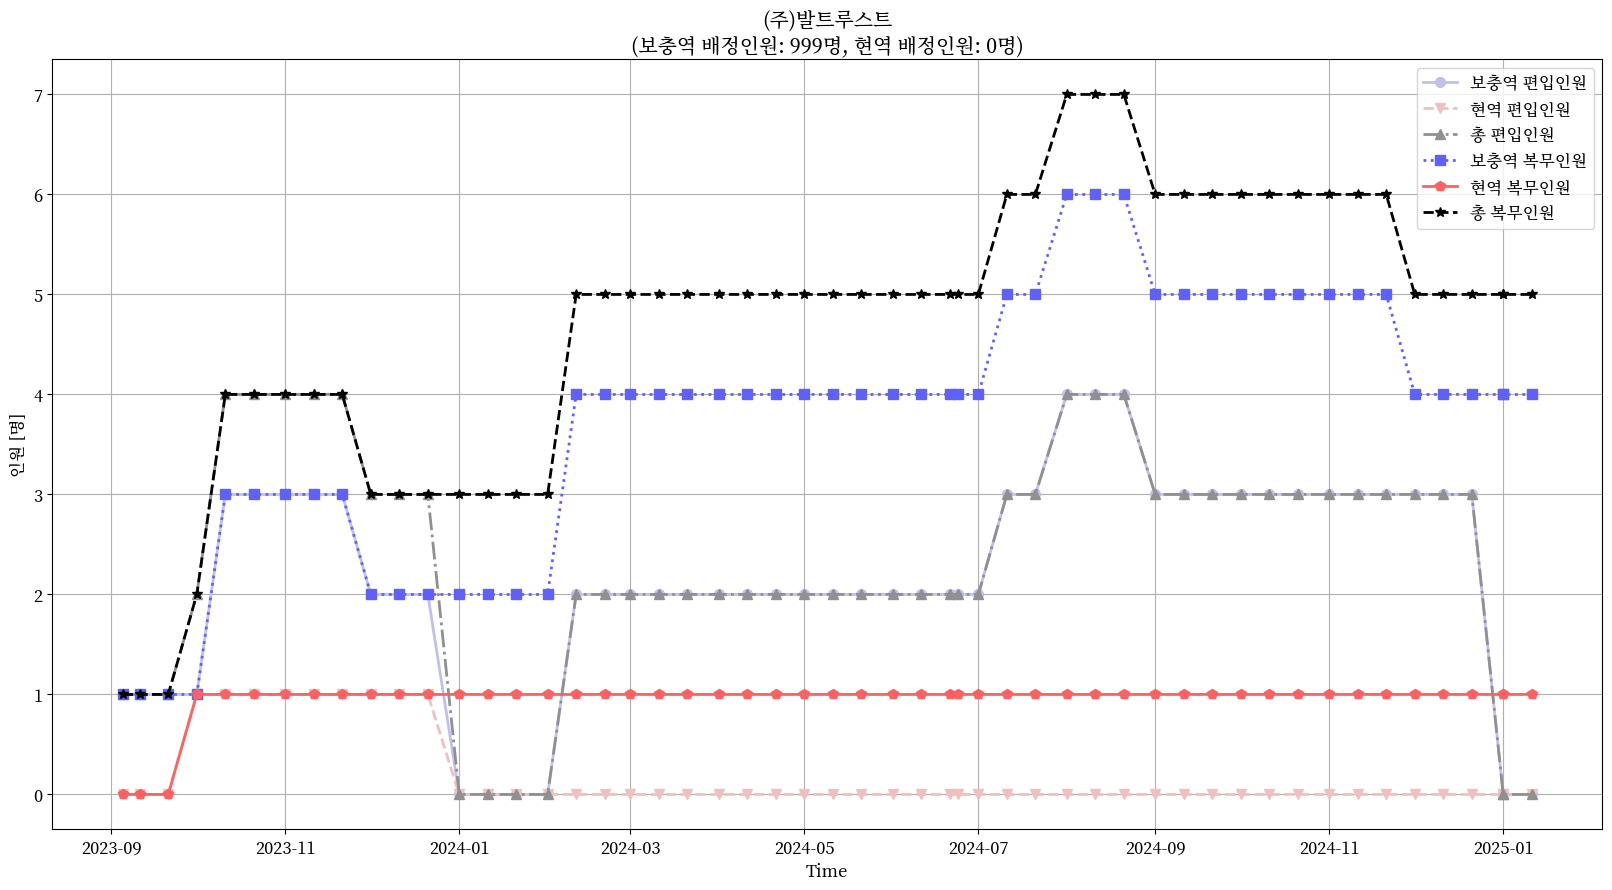 (주)발트루스트
(보충역 배정인원: 999명, 현역 배정인원: 0명)
보충역 편입인원
현역 편입인원
총 편입인원
보충역 복무인원
현역 복무인원
총 복무인원
인원 [명]
7
6
5
4
3
2
1
0
2023-09
2023-11
2024-01
2024-03
2024-05
2024-07
2024-09
2024-11
2025-01
Time